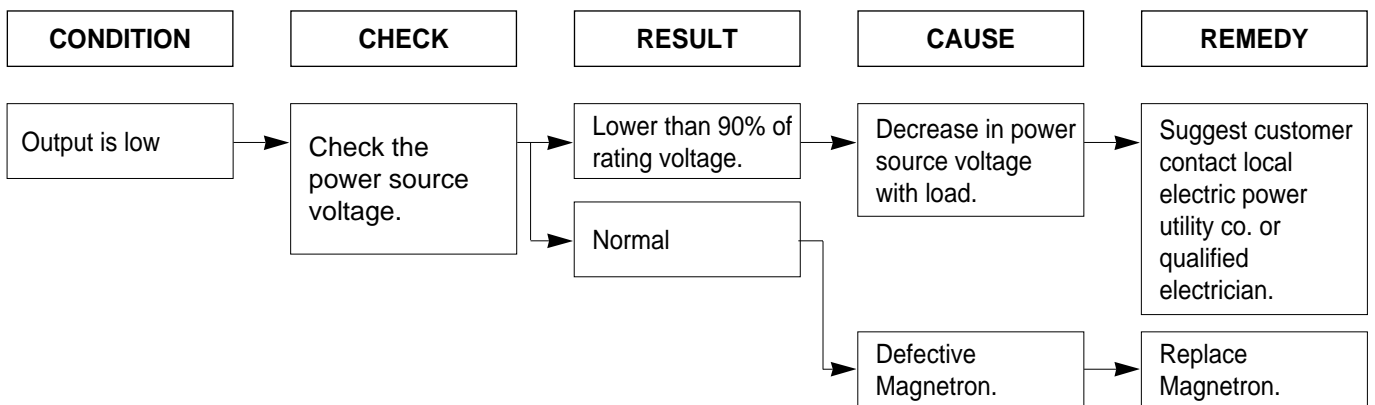 CONDITION
CHECK
RESULT
CAUSE
REMEDY
Output is low
Check the
power source
voltage.
Lower than 90% of
rating voltage.
Normal
Decrease in power
source voltage
with load.
Suggest customer
contact local
electric power
utility co. or
qualified
electrician.
Defective
Magnetron.
Replace
Magnetron.